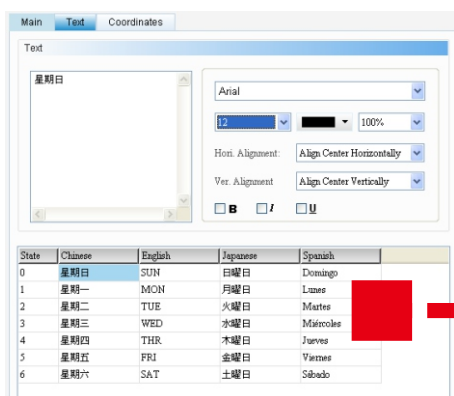 Main Text Coordinates
Text
星期日
Arial
12 100%
Hori. Alignment: Align Center Horizontally
Ver. Alignment Align Center Vertically
B I U
State Chinese English Japanese Spanish
0 星期日 SUN 日曜日 Domingo
1 星期一 MON 月曜日 Lunes
2 星期二 TUE 火曜日 Martes
3 星期三 WED 水曜日 Miércoles
4 星期四 THR 木曜日 Jueves
5 星期五 FRI 金曜日 Viernes
6 星期六 SAT 土曜日 Sábado